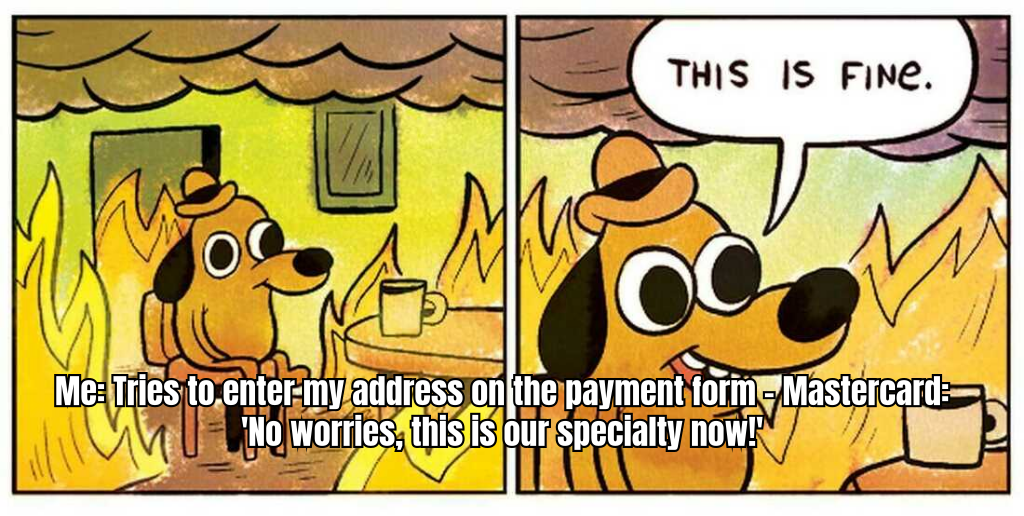 THIS IS FINE.
Me: Tries to enter my address on the payment form - Mastercard:
'No worries, this is our specialty now!'